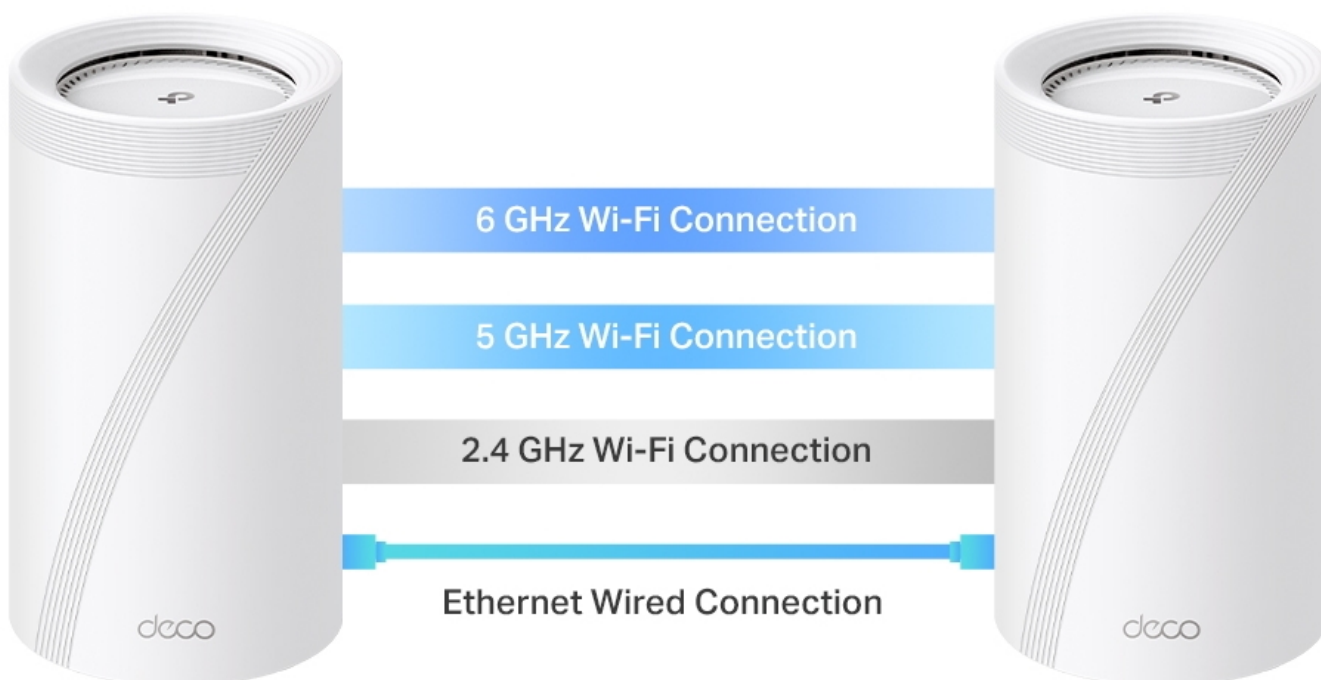 6 GHz Wi-Fi Connection
5 GHz Wi-Fi Connection
2.4 GHz Wi-Fi Connection
Ethernet Wired Connection
deco
deco